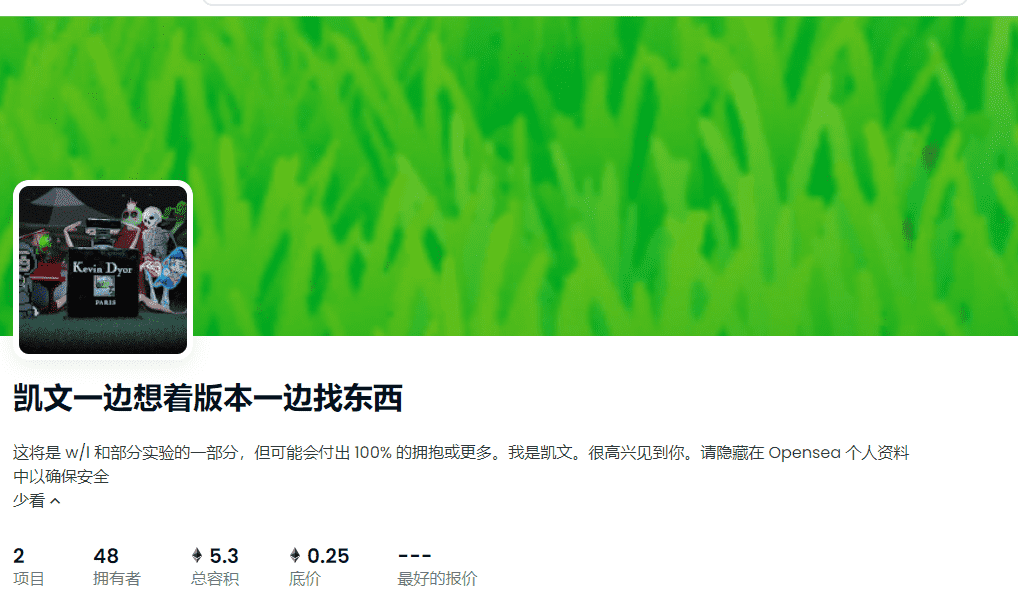 Kevin Dyor
PARIS
凯文一边想着版本一边找东西
这将是 w/l 和部分实验的一部分，但可能会付出 100% 的拥抱或更多。我是凯文。很高兴见到你。请隐藏在 Opensea 个人资料
中以确保安全
少看
2 48 5.3 0.25 ---
项目 拥有者 总容积 底价 最好的报价